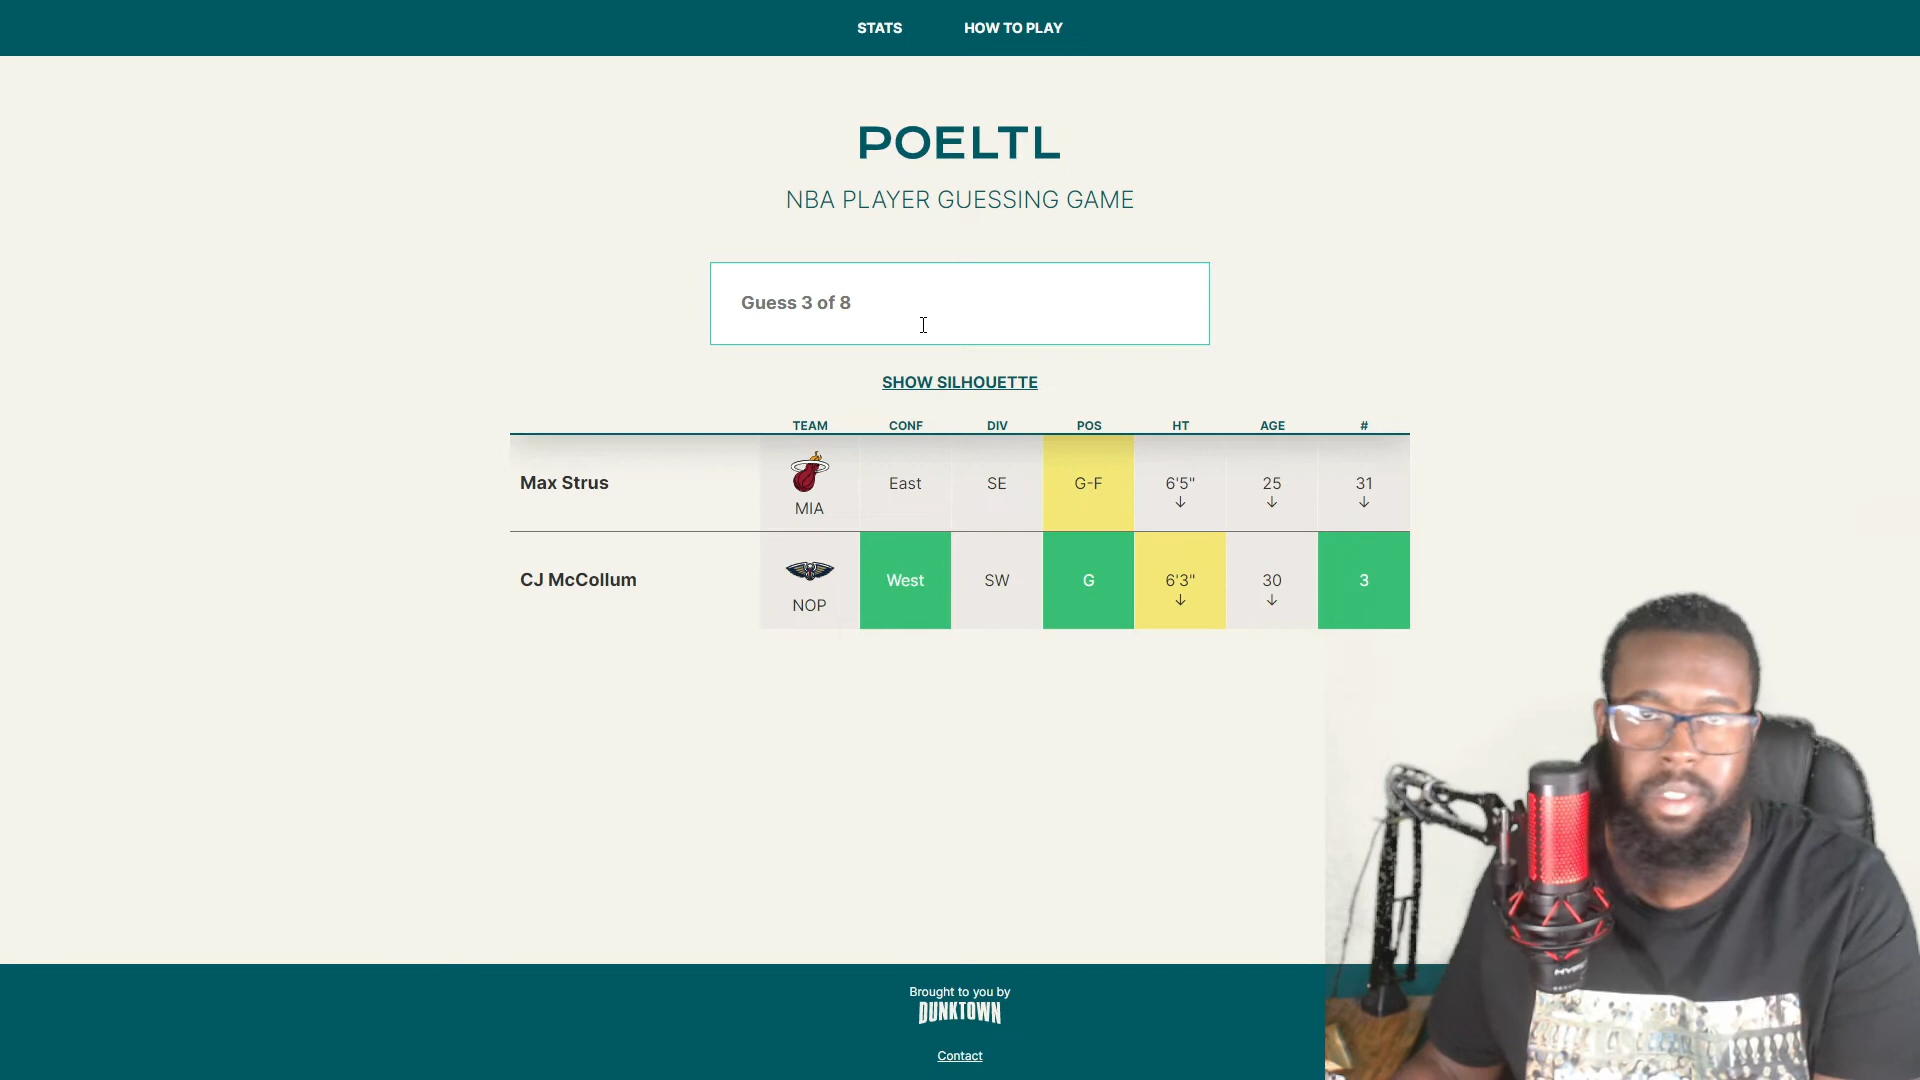 STATS HOW TO PLAY
POELTL
NBA PLAYER GUESSING GAME
Guess 3 of 8
SHOW SILHOUETTE
TEAM CONF DIV POS HT AGE #
Max Strus MIA East SE G-F 6'5" ↓ 25 ↓ 31 ↓
CJ McCollum NOP West SW G 6'3" ↓ 30 ↓ 3
Brought to you by
DUNKTOWN
Contact